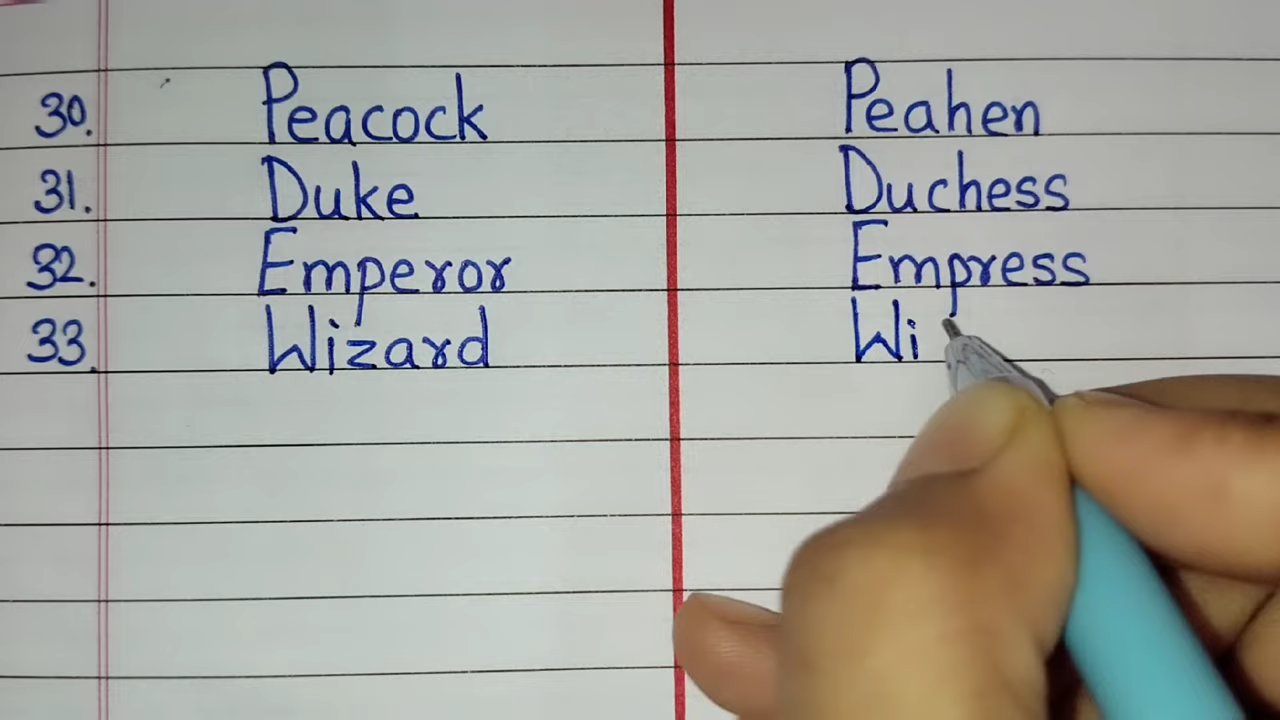 30. Peacock Peahen
31. Duke Duchess
32. Emperor Empress
33. Wizard Wi